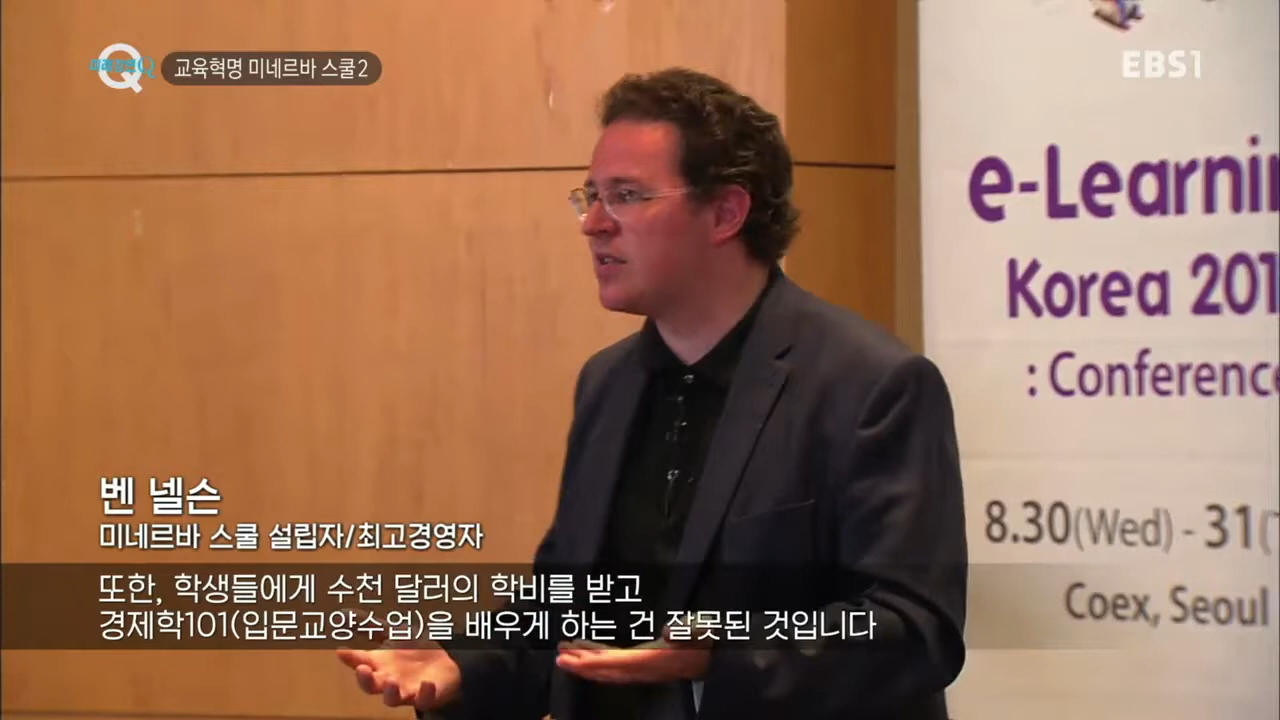 Q
교육혁명 미네르바 스쿨2
EBS1
e-Learnin
Korea 201
: Conference
8.30(Wed) - 31(
Coex, Seoul
벤 넬슨
미네르바 스쿨 설립자/최고경영자
또한, 학생들에게 수천 달러의 학비를 받고
경제학101(입문교양수업)을 배우게 하는 건 잘못된 것입니다